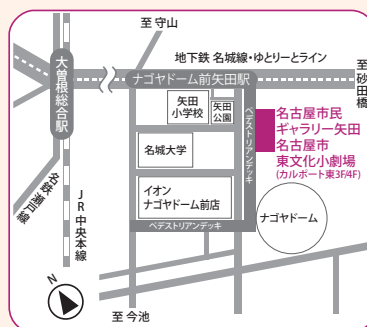 至 守山
地下鉄 名城線・ゆとりーとライン
至
砂
田
橋
大曽根総合駅
ナゴヤドーム前矢田駅
矢田
小学校
矢田
公園
ペデストリアンデッキ
名古屋市民
ギャラリー矢田
名古屋市
東文化小劇場
(カルポート東3F/4F)
名城大学
イオン
ナゴヤドーム前店
ナゴヤドーム
ペデストリアンデッキ
名鉄瀬戸線
JR中央本線
N
至 今池